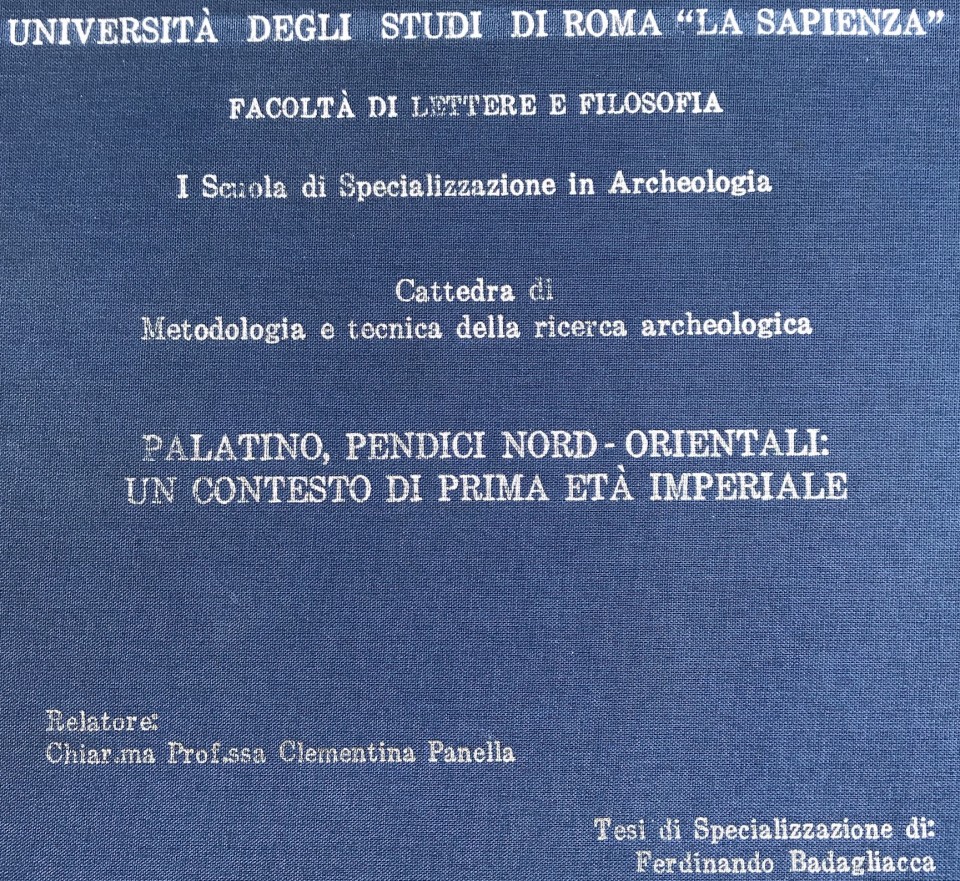 UNIVERSITÀ DEGLI STUDI DI ROMA “LA SAPIENZA”
FACOLTÀ DI LETTERE E FILOSOFIA
I Scuola di Specializzazione in Archeologia
Cattedra di
Metodologia e tecnica della ricerca archeologica
PALATINO, PENDICI NORD-ORIENTALI:
UN CONTESTO DI PRIMA ETÀ IMPERIALE
Relatore:
Chiar.ma Prof.ssa Clementina Panella
Tesi di Specializzazione di:
Ferdinando Badagliacca